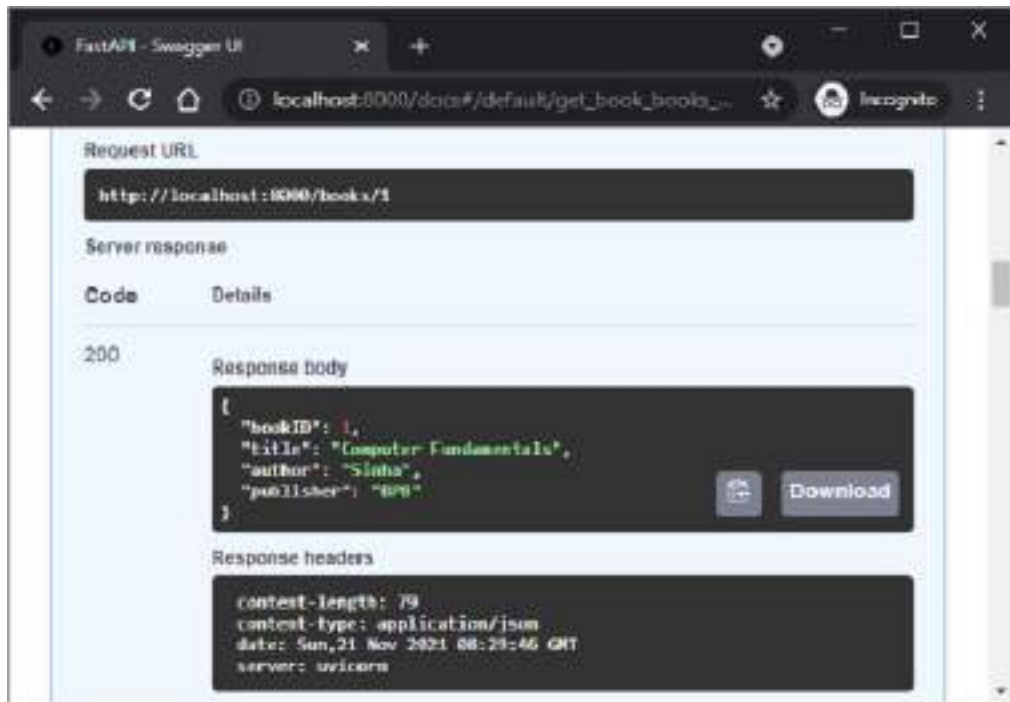 FastAPI - Swagger UI
localhost:8000/docs#/default/get_book_books_...
Incognito
Request URL
http://localhost:8000/books/1
Server response
Code Details
200
Response body
{
"bookID": 1,
"title": "Computer Fundamentals",
"author": "Sinha",
"publisher": "BPB"
}
Download
Response headers
content-length: 79
content-type: application/json
date: Sun,21 Nov 2021 08:29:46 GMT
server: uvicorn